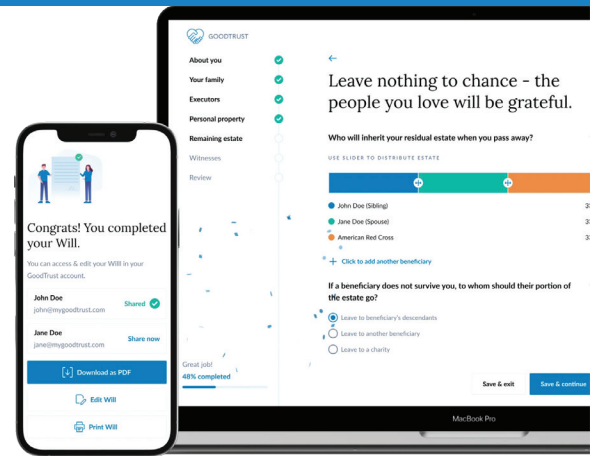 Congrats! You completed
your Will.
You can access & edit your Will in your
GoodTrust account.
John Doe
john@mygoodtrust.com
Shared
Jane Doe
jane@mygoodtrust.com
Share now
Download as PDF
Edit Will
Print Will
GOODTRUST
About you
Your family
Executors
Personal property
Remaining estate
Witnesses
Review
Great job!
48% completed
Leave nothing to chance - the
people you love will be grateful.
Who will inherit your residual estate when you pass away?
USE SLIDER TO DISTRIBUTE ESTATE
John Doe (Sibling)
Jane Doe (Spouse)
American Red Cross
+ Click to add another beneficiary
If a beneficiary does not survive you, to whom should their portion of
the estate go?
Leave to beneficiary's descendants
Leave to another beneficiary
Leave to a charity
Save & exit
Save & continue
MacBook Pro